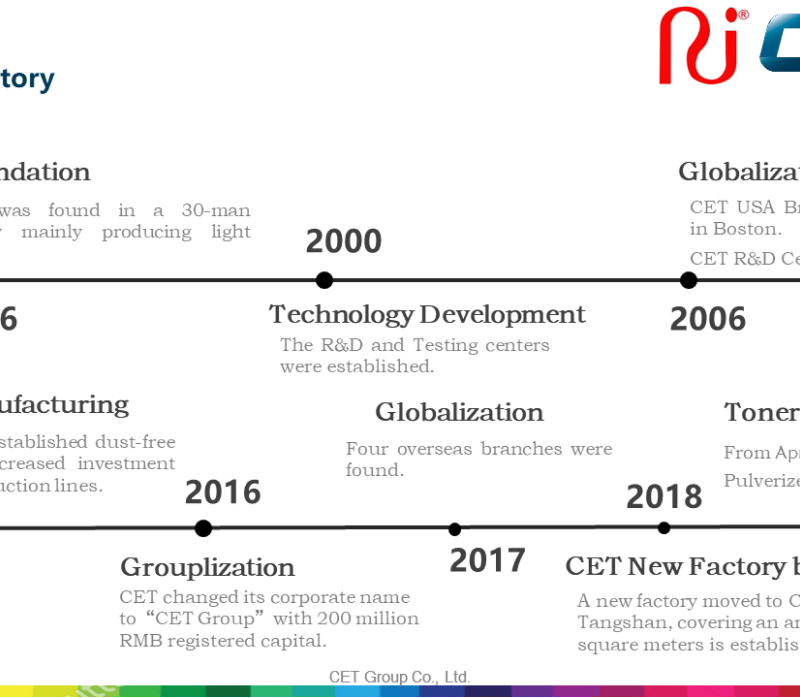 tory
ndation
was found in a 30-man
mainly producing light
2000
Globaliza
CET USA B
in Boston.
CET R&D Ce
6
Technology Development
The R&D and Testing centers
were established.
2006
ufacturing
stablished dust-free
creased investment
uction lines.
2016
Globalization
Four overseas branches were
found.
Toner
From Ap
Pulverize
2018
Grouplization
CET changed its corporate name
to “CET Group” with 200 million
RMB registered capital.
2017
CET New Factory b
A new factory moved to C
Tangshan, covering an a
square meters is establis
CET Group Co., Ltd.